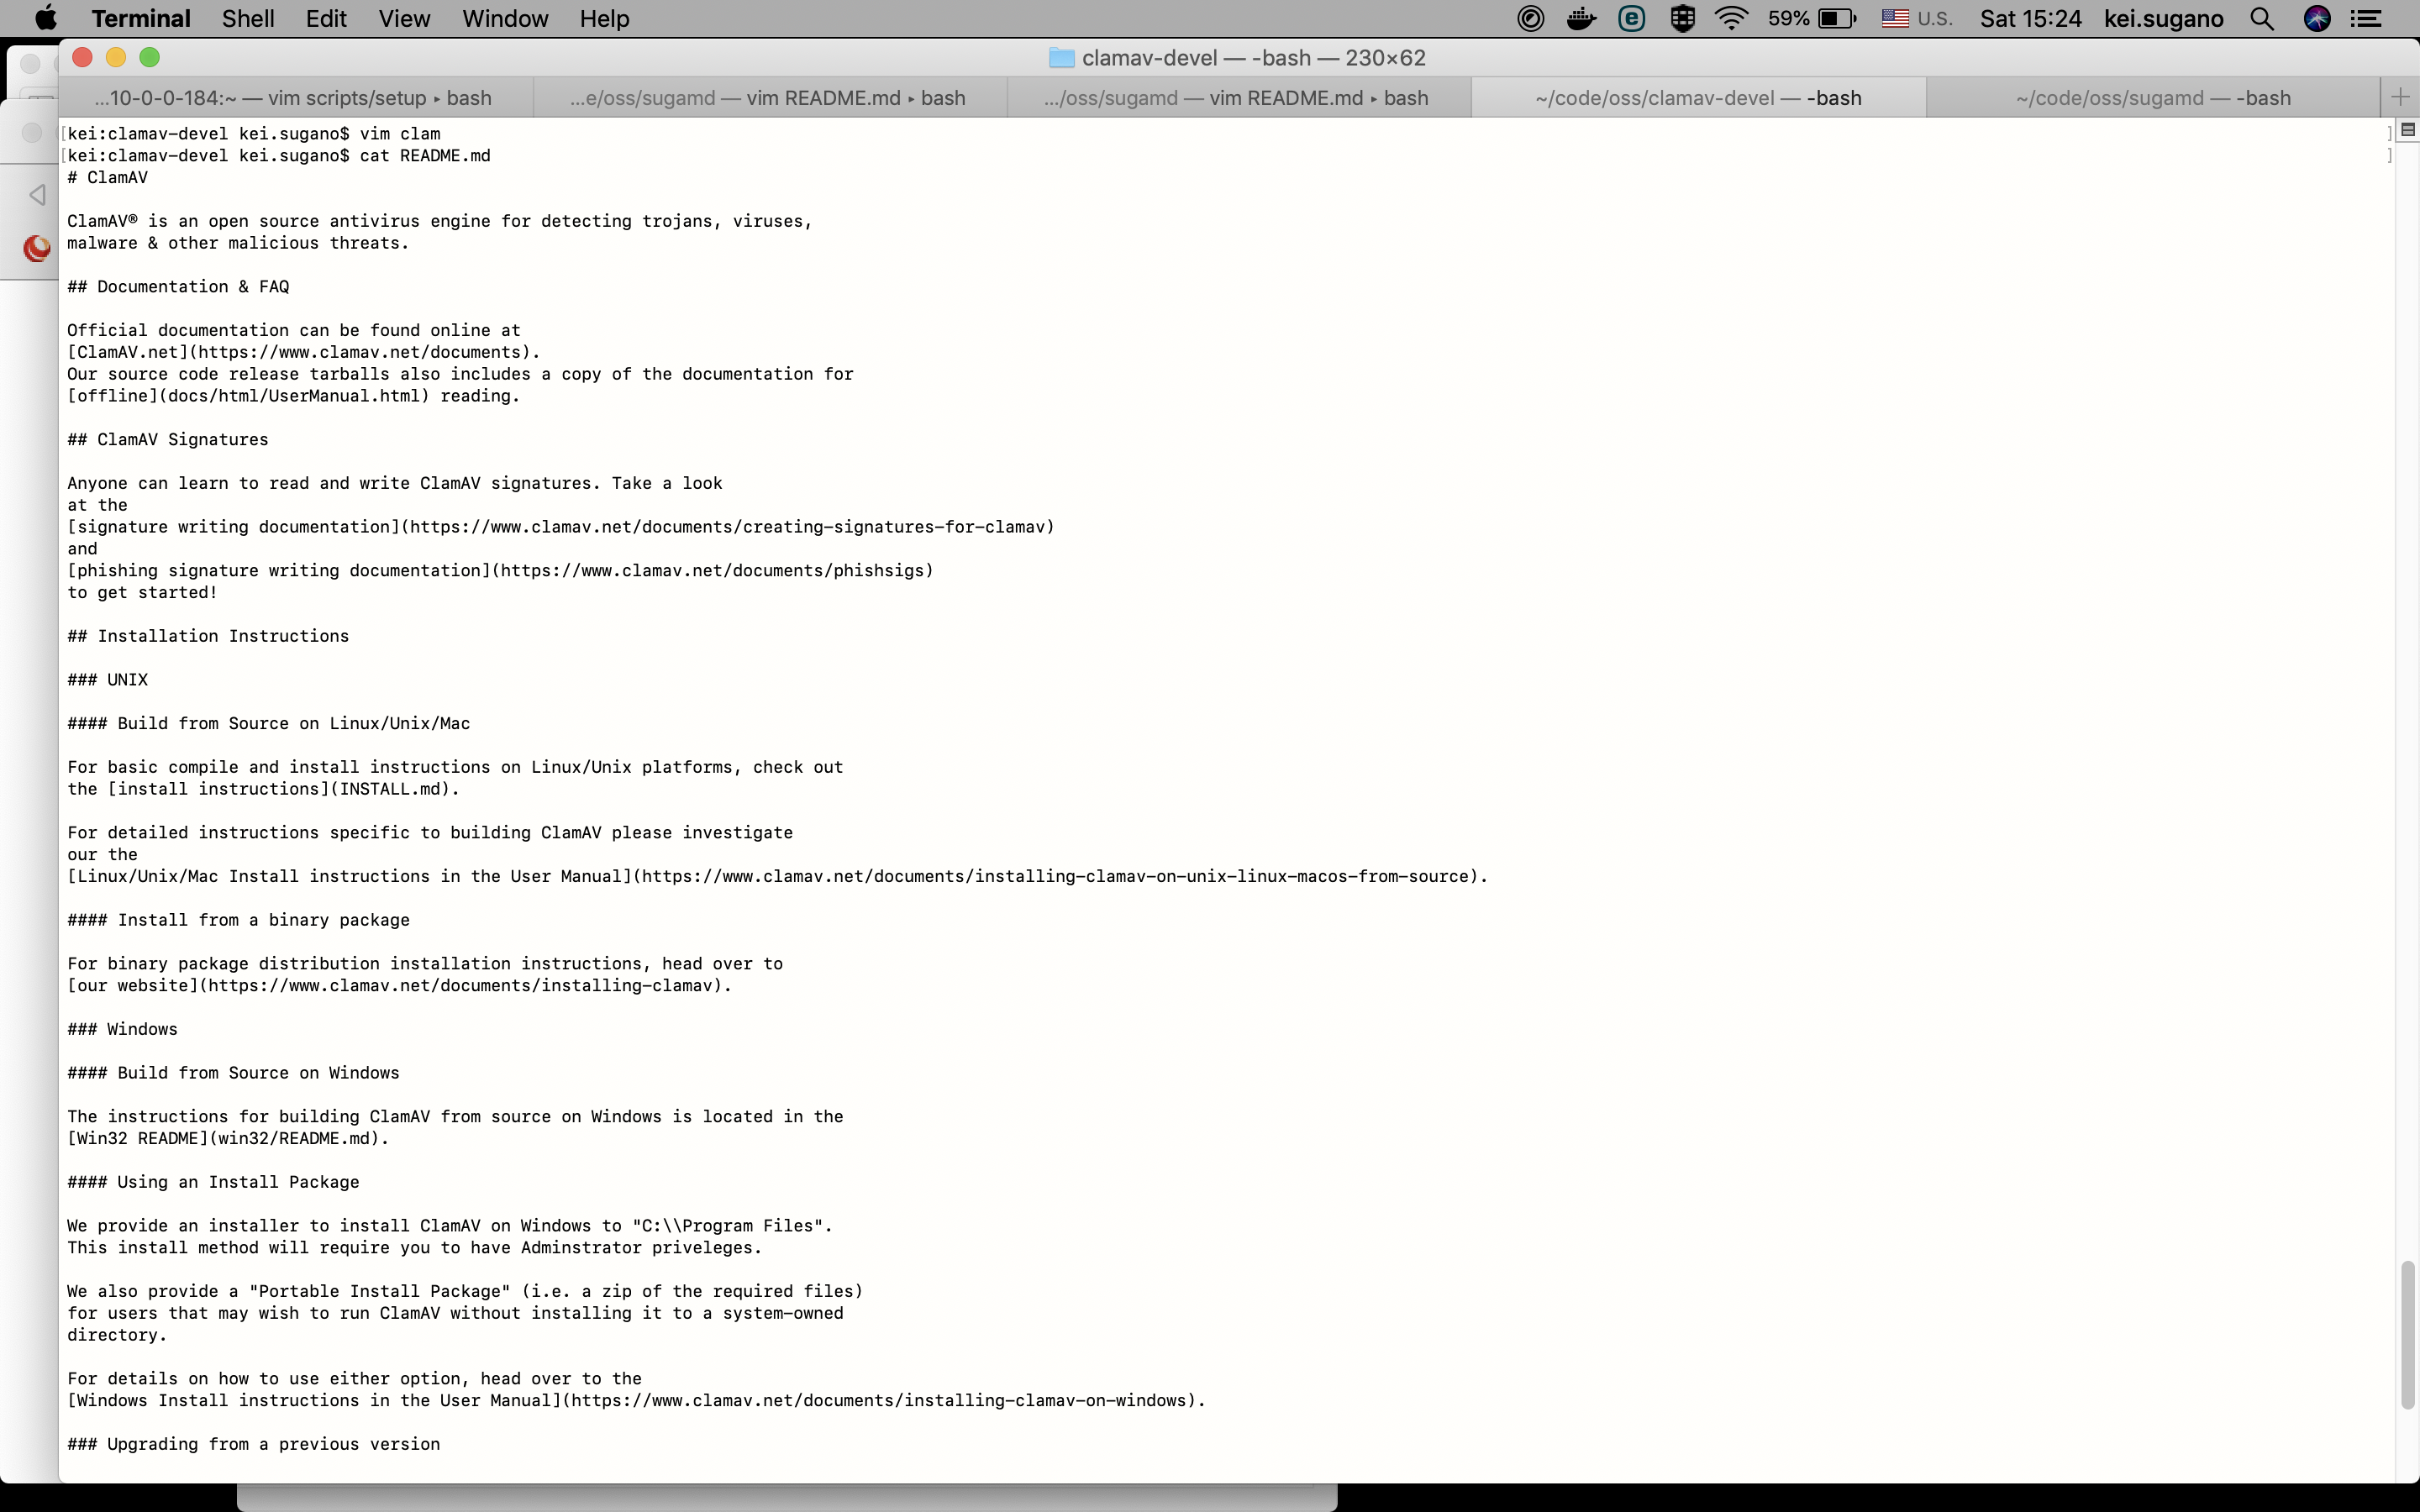 Terminal Shell Edit View Window Help 59% U.S. Sat 15:24 kei.sugano
clamav-devel — -bash — 230×62
...10-0-0-184:~ — vim scripts/setup ▸ bash ...e/oss/sugamd — vim README.md ▸ bash .../oss/sugamd — vim README.md ▸ bash ~/code/oss/clamav-devel — -bash ~/code/oss/sugamd — -bash
[kei:clamav-devel kei.sugano$ vim clam ]
[kei:clamav-devel kei.sugano$ cat README.md ]
# ClamAV
ClamAV® is an open source antivirus engine for detecting trojans, viruses,
malware & other malicious threats.
## Documentation & FAQ
Official documentation can be found online at
[ClamAV.net](https://www.clamav.net/documents).
Our source code release tarballs also includes a copy of the documentation for
[offline](docs/html/UserManual.html) reading.
## ClamAV Signatures
Anyone can learn to read and write ClamAV signatures. Take a look
at the
[signature writing documentation](https://www.clamav.net/documents/creating-signatures-for-clamav)
and
[phishing signature writing documentation](https://www.clamav.net/documents/phishsigs)
to get started!
## Installation Instructions
### UNIX
#### Build from Source on Linux/Unix/Mac
For basic compile and install instructions on Linux/Unix platforms, check out
the [install instructions](INSTALL.md).
For detailed instructions specific to building ClamAV please investigate
our the
[Linux/Unix/Mac Install instructions in the User Manual](https://www.clamav.net/documents/installing-clamav-on-unix-linux-macos-from-source).
#### Install from a binary package
For binary package distribution installation instructions, head over to
[our website](https://www.clamav.net/documents/installing-clamav).
### Windows
#### Build from Source on Windows
The instructions for building ClamAV from source on Windows is located in the
[Win32 README](win32/README.md).
#### Using an Install Package
We provide an installer to install ClamAV on Windows to "C:\\Program Files".
This install method will require you to have Adminstrator priveleges.
We also provide a "Portable Install Package" (i.e. a zip of the required files)
for users that may wish to run ClamAV without installing it to a system-owned
directory.
For details on how to use either option, head over to the
[Windows Install instructions in the User Manual](https://www.clamav.net/documents/installing-clamav-on-windows).
### Upgrading from a previous version